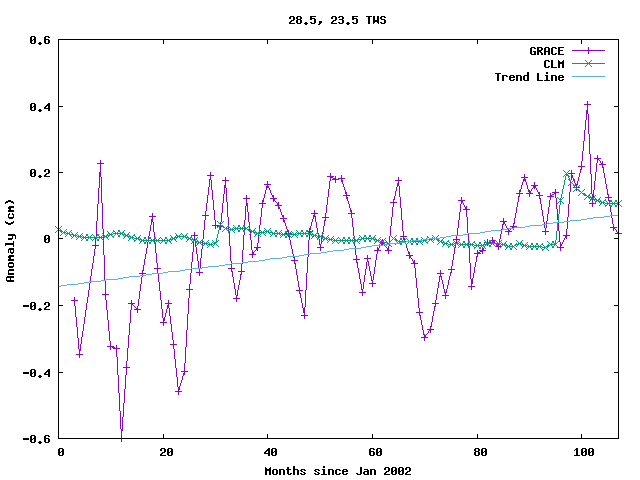 28.5, 23.5 TWS
GRACE
CLM
Trend Line
Anomaly (cm)
0.6
0.4
0.2
0
-0.2
-0.4
-0.6
0 20 40 60 80 100
Months since Jan 2002